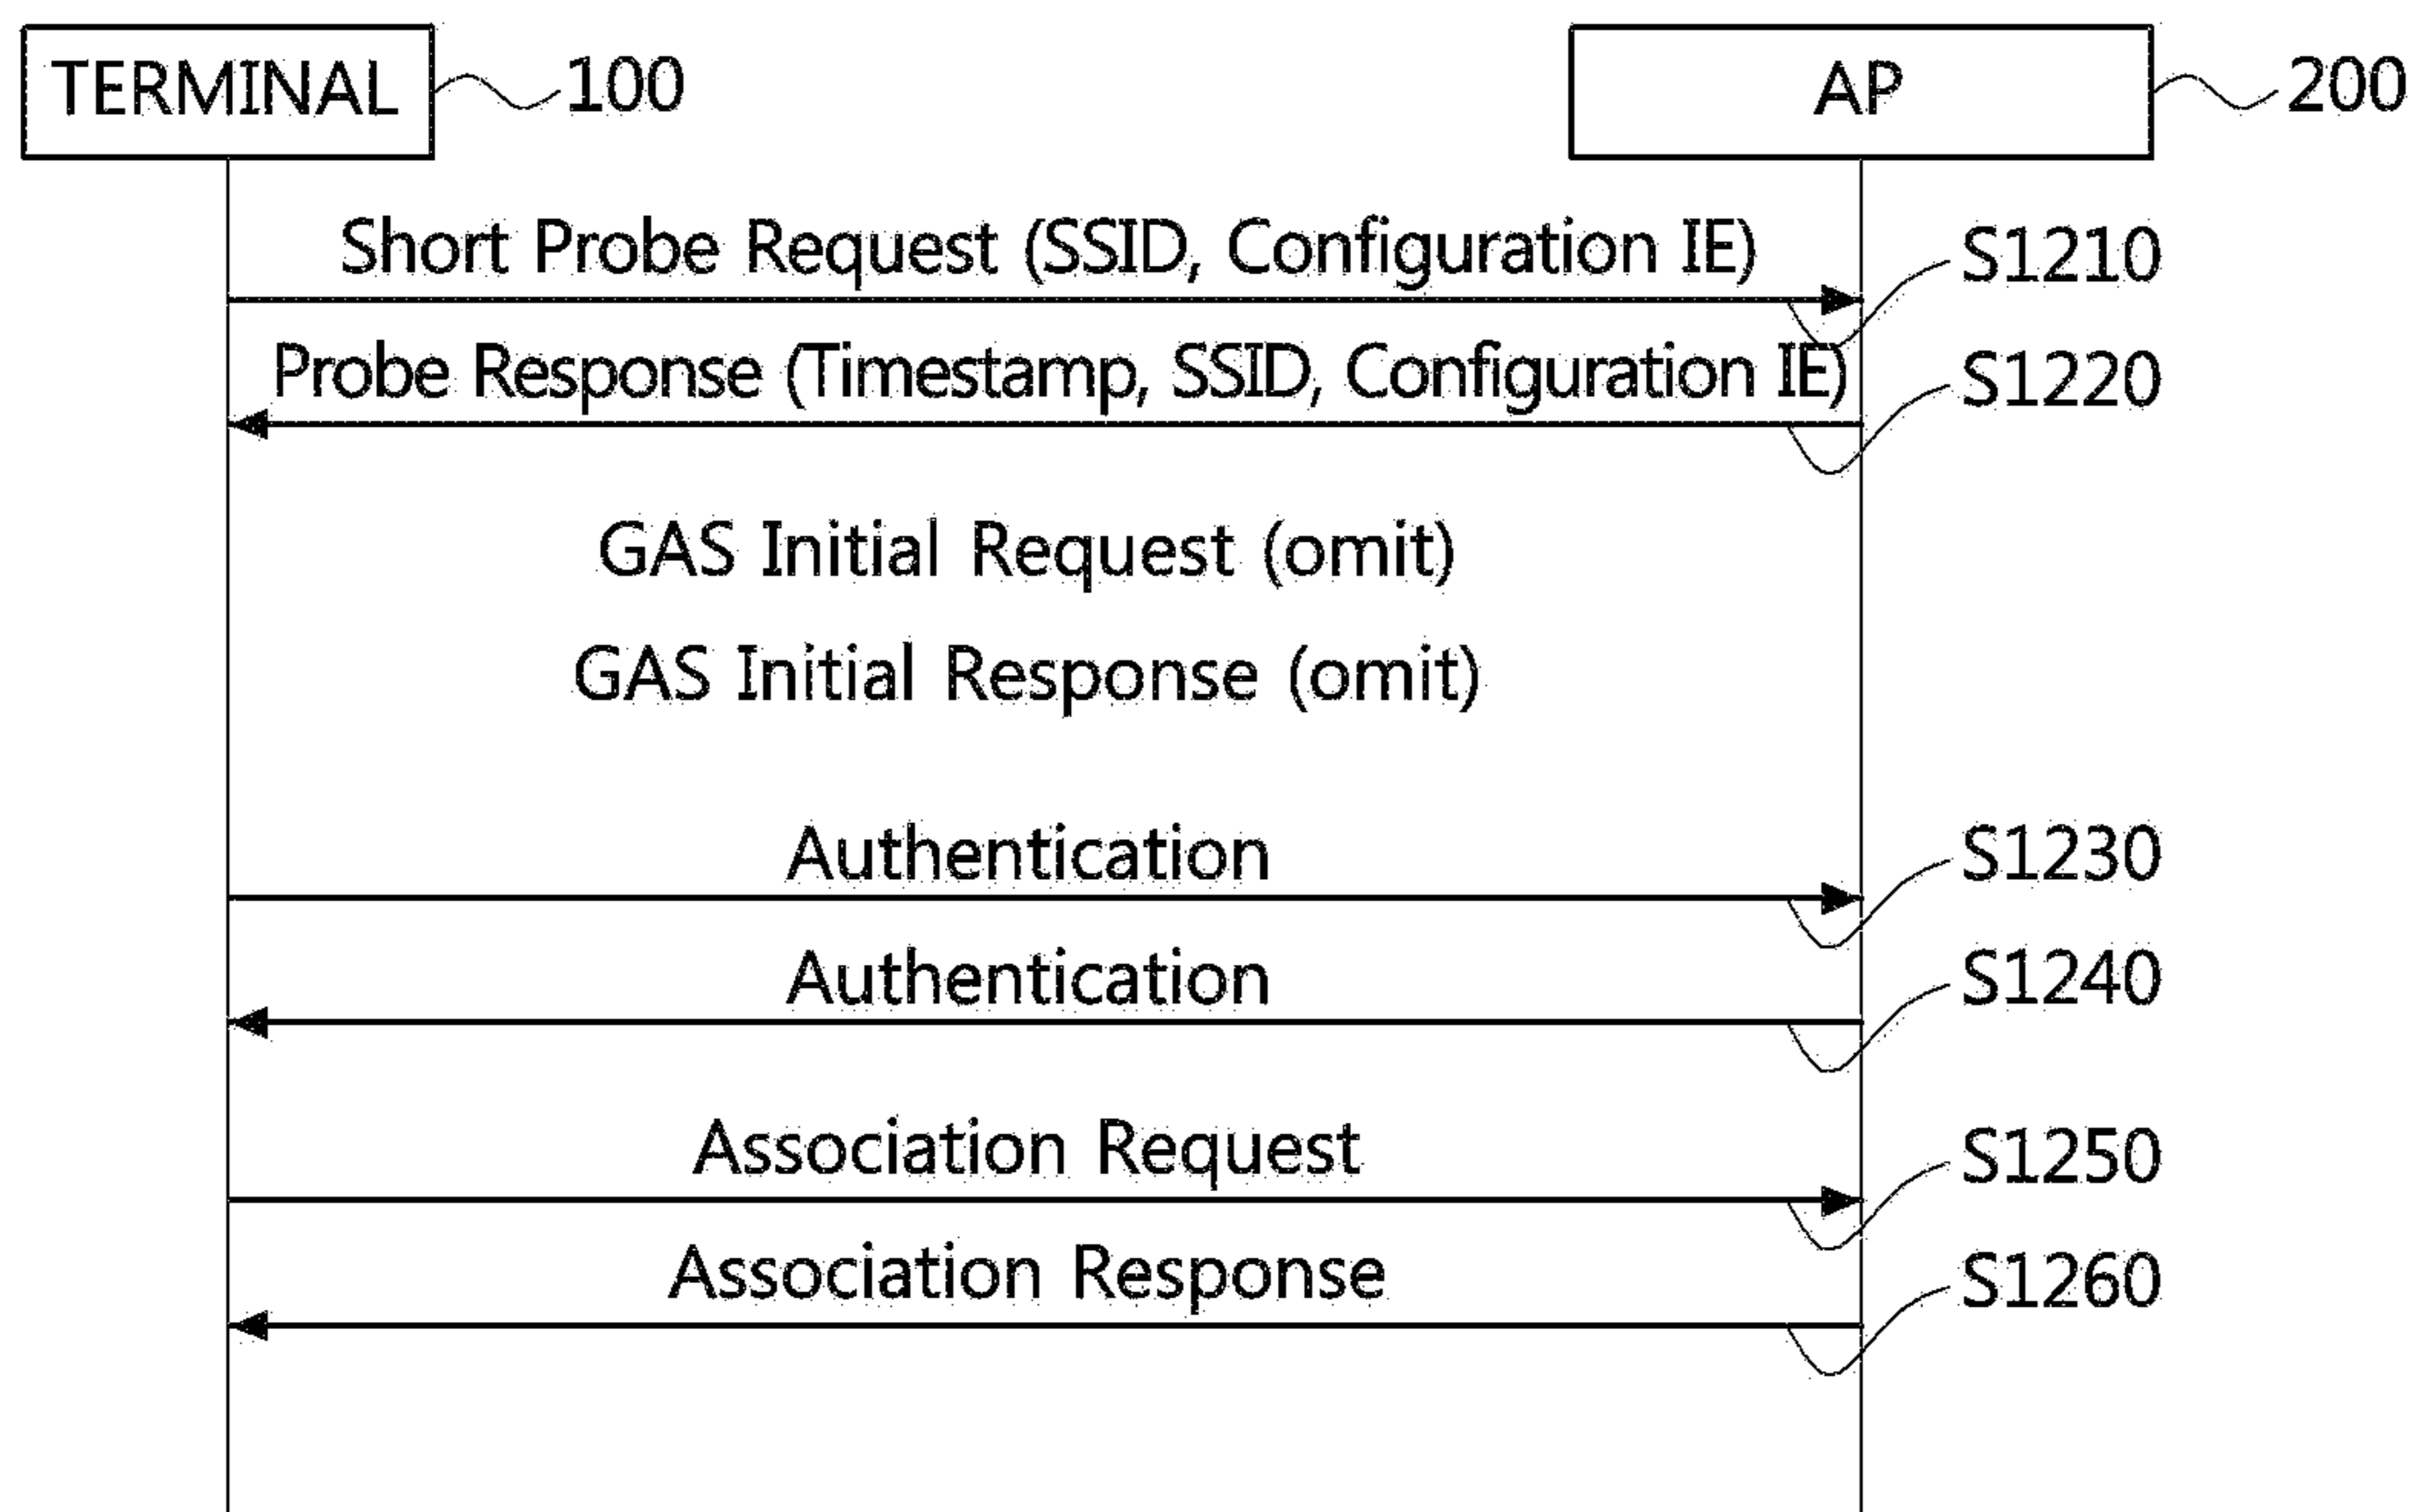 TERMINAL 100 AP 200
Short Probe Request (SSID, Configuration IE) S1210
Probe Response (Timestamp, SSID, Configuration IE) S1220
GAS Initial Request (omit)
GAS Initial Response (omit)
Authentication S1230
Authentication S1240
Association Request S1250
Association Response S1260